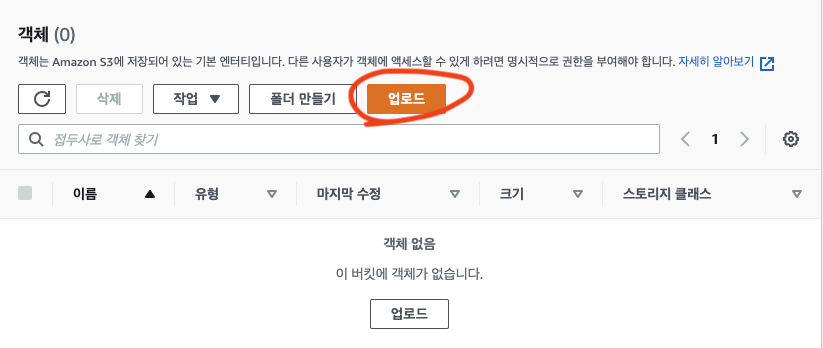 객체 (0)
객체는 Amazon S3에 저장되어 있는 기본 엔터티입니다. 다른 사용자가 객체에 액세스할 수 있게 하려면 명시적으로 권한을 부여해야 합니다. 자세히 알아보기
삭제 작업 폴더 만들기 업로드
접두사로 객체 찾기 1
이름 유형 마지막 수정 크기 스토리지 클래스
객체 없음
이 버킷에 객체가 없습니다.
업로드